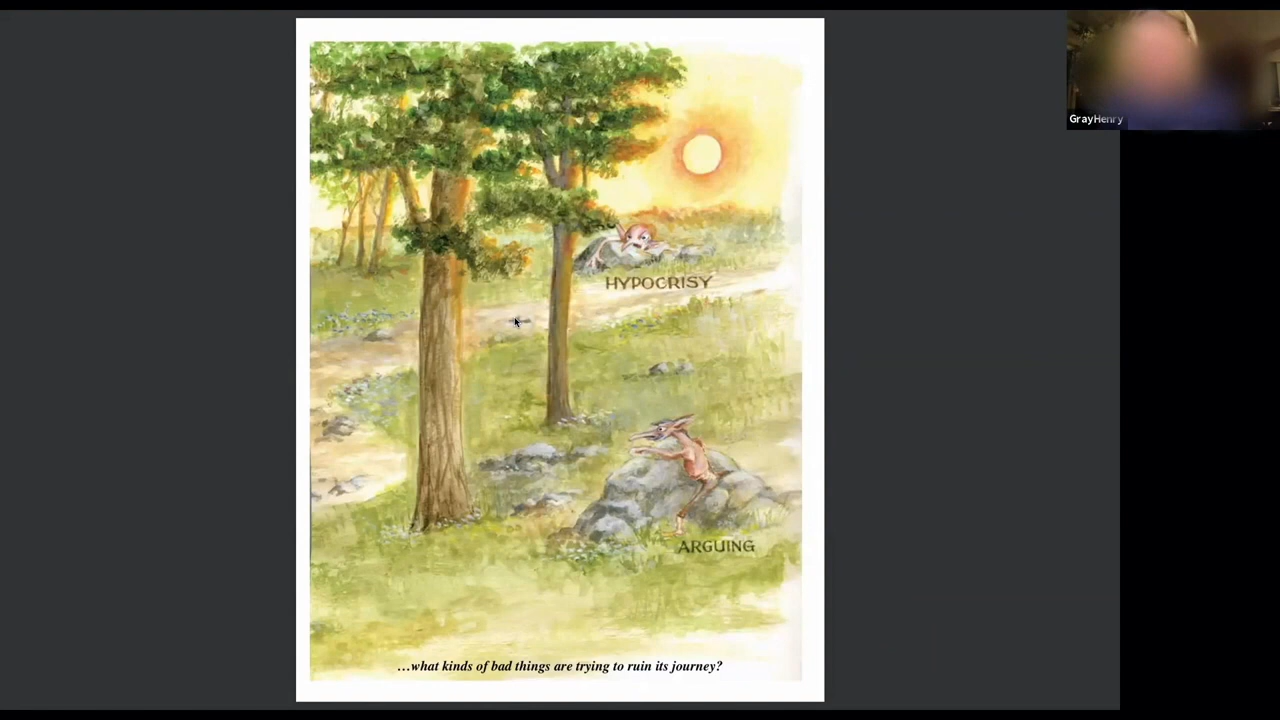 GrayHenry
HYPOCRISY
ARGUING
…what kinds of bad things are trying to ruin its journey?